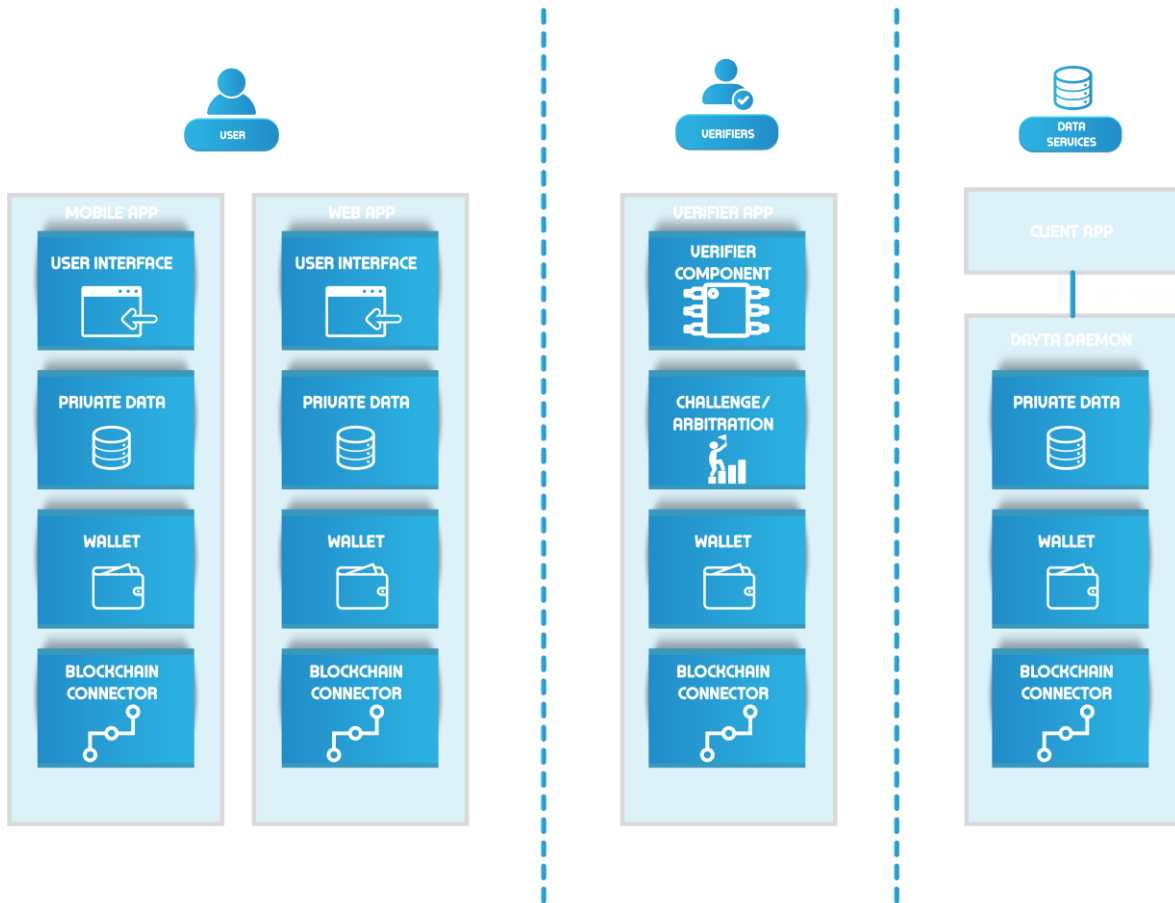 USER
VERIFIERS
DATA
SERVICES
MOBILE APP
USER INTERFACE
PRIVATE DATA
WALLET
BLOCKCHAIN
CONNECTOR
WEB APP
USER INTERFACE
PRIVATE DATA
WALLET
BLOCKCHAIN
CONNECTOR
VERIFIER APP
VERIFIER
COMPONENT
CHALLENGE/
ARBITRATION
WALLET
BLOCKCHAIN
CONNECTOR
CLIENT APP
DAYTA DAEMON
PRIVATE DATA
WALLET
BLOCKCHAIN
CONNECTOR